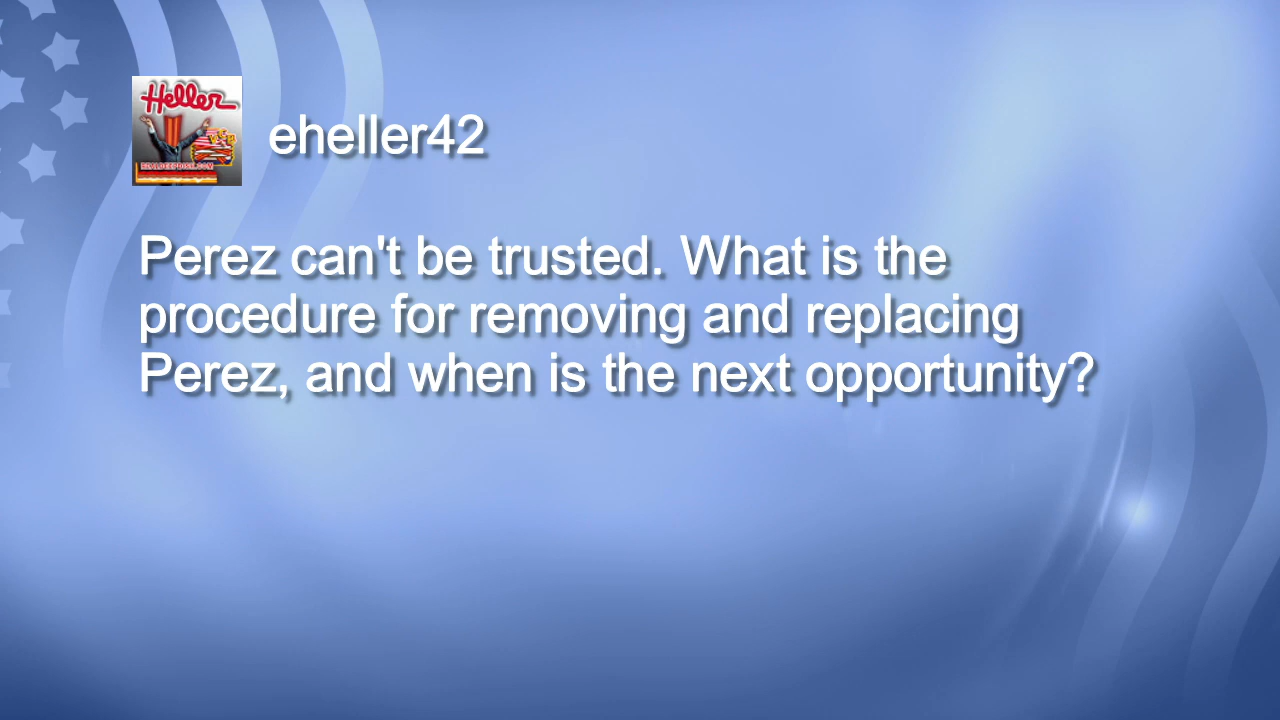 Heller
eheller42
Perez can't be trusted. What is the
procedure for removing and replacing
Perez, and when is the next opportunity?